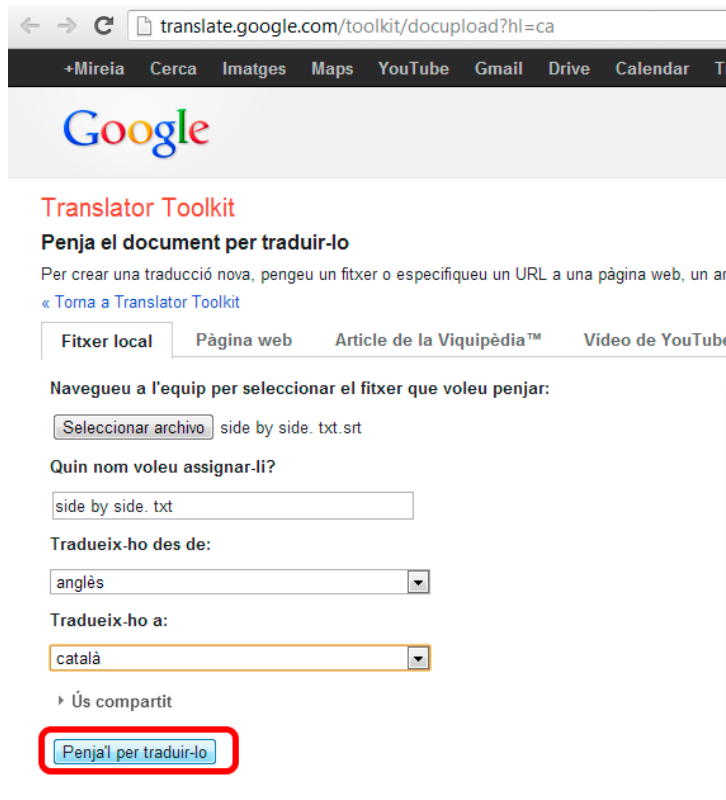 translate.google.com/toolkit/docupload?hl=ca
+Mireia Cerca Imatges Maps YouTube Gmail Drive Calendar
Google
Translator Toolkit
Penja el document per traduir-lo
Per crear una traducció nova, pengeu un fitxer o especifiqueu un URL a una pàgina web, un
« Torna a Translator Toolkit
Fitxer local Pàgina web Article de la Viquipèdia™ Vídeo de YouTube
Navegueu a l'equip per seleccionar el fitxer que voleu penjar:
Seleccionar archivo side by side. txt.srt
Quin nom voleu assignar-li?
side by side. txt
Tradueix-ho des de:
anglès
Tradueix-ho a:
català
Ús compartit
Penja'l per traduir-lo